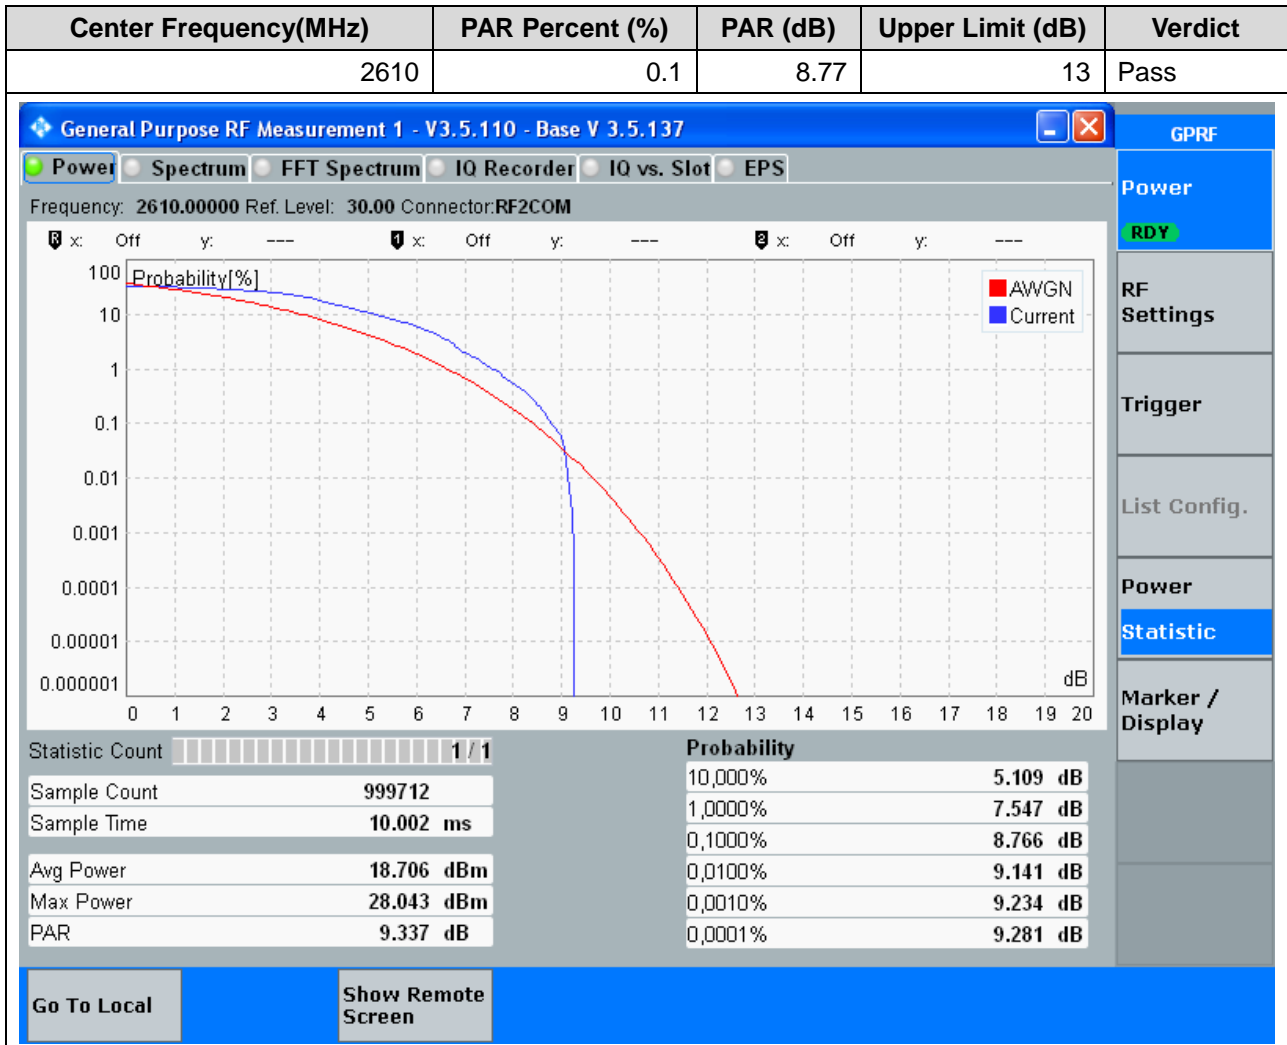 Center Frequency(MHz) PAR Percent (%) PAR (dB) Upper Limit (dB) Verdict
2610 0.1 8.77 13 Pass
General Purpose RF Measurement 1 - V3.5.110 - Base V 3.5.137
GPRF
Power Spectrum FFT Spectrum IQ Recorder IQ vs. Slot EPS
Power
RDY
Frequency: 2610.00000 Ref. Level: 30.00 Connector:RF2COM
R x: Off y: --- 1 x: Off y: --- 2 x: Off y: ---
Probability[%]
AWGN
Current
100
10
1
0.1
0.01
0.001
0.0001
0.00001
0.000001
dB
0 1 2 3 4 5 6 7 8 9 10 11 12 13 14 15 16 17 18 19 20
RF
Settings
Trigger
List Config.
Power
Statistic
Marker /
Display
Statistic Count 1 / 1
Sample Count 999712
Sample Time 10.002 ms
Avg Power 18.706 dBm
Max Power 28.043 dBm
PAR 9.337 dB
Probability
10,000% 5.109 dB
1,0000% 7.547 dB
0,1000% 8.766 dB
0,0100% 9.141 dB
0,0010% 9.234 dB
0,0001% 9.281 dB
Go To Local
Show Remote
Screen